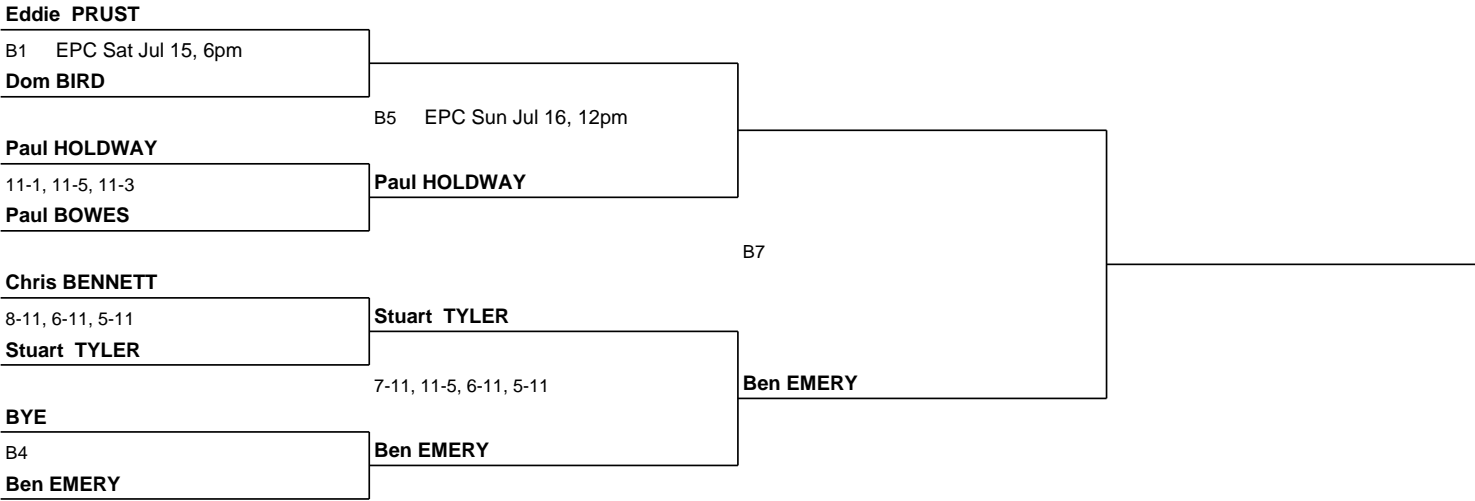 Eddie PRUST
B1 EPC Sat Jul 15, 6pm
Dom BIRD
B5 EPC Sun Jul 16, 12pm
Paul HOLDWAY
11-1, 11-5, 11-3
Paul HOLDWAY
Paul BOWES
B7
Chris BENNETT
8-11, 6-11, 5-11
Stuart TYLER
Stuart TYLER
7-11, 11-5, 6-11, 5-11
Ben EMERY
BYE
B4
Ben EMERY
Ben EMERY